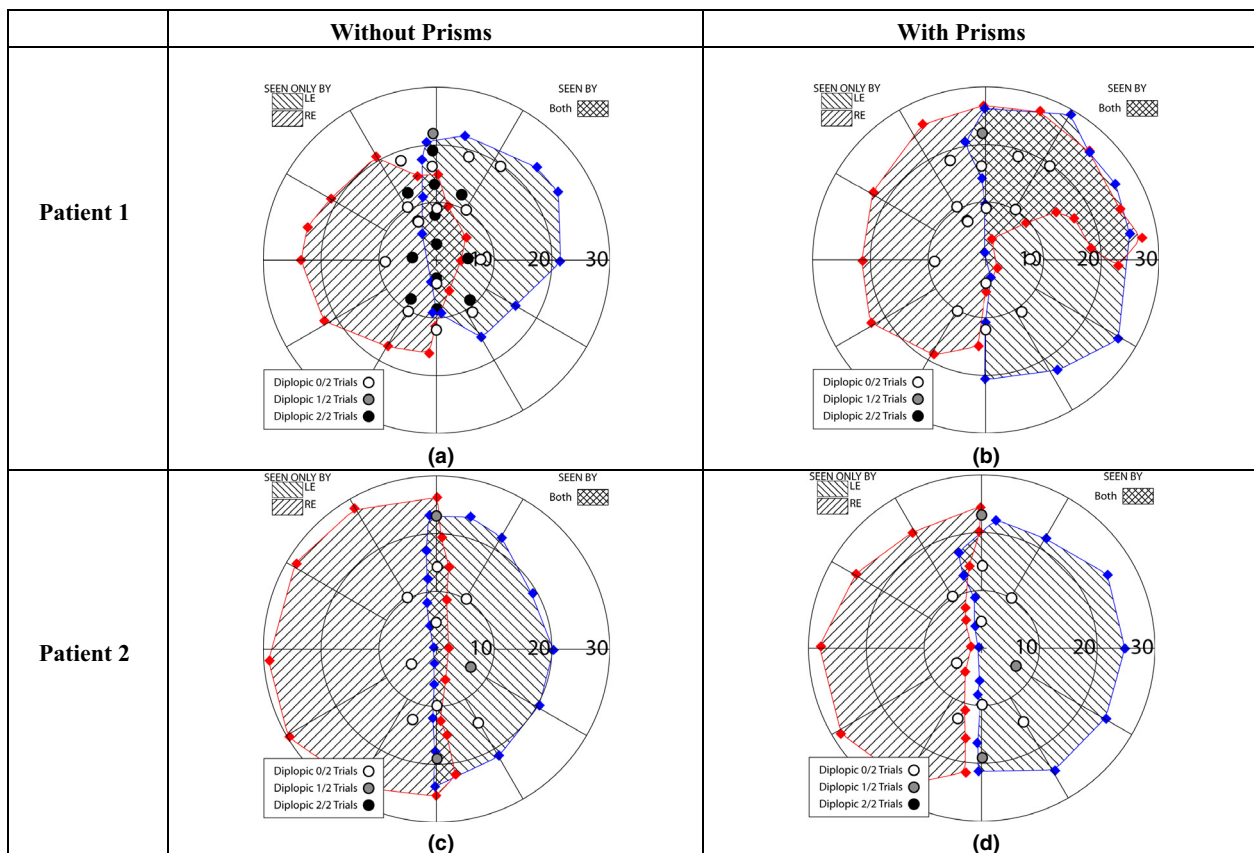 Without Prisms
With Prisms
Patient 1
SEEN ONLY BY
LE
RE
SEEN BY
Both
10 20 30
Diplopic 0/2 Trials
Diplopic 1/2 Trials
Diplopic 2/2 Trials
(a)
SEEN ONLY BY
LE
RE
SEEN BY
Both
10 20 30
Diplopic 0/2 Trials
Diplopic 1/2 Trials
Diplopic 2/2 Trials
(b)
Patient 2
SEEN ONLY BY
LE
RE
SEEN BY
Both
10 20 30
Diplopic 0/2 Trials
Diplopic 1/2 Trials
Diplopic 2/2 Trials
(c)
SEEN ONLY BY
LE
RE
SEEN BY
Both
10 20 30
Diplopic 0/2 Trials
Diplopic 1/2 Trials
Diplopic 2/2 Trials
(d)